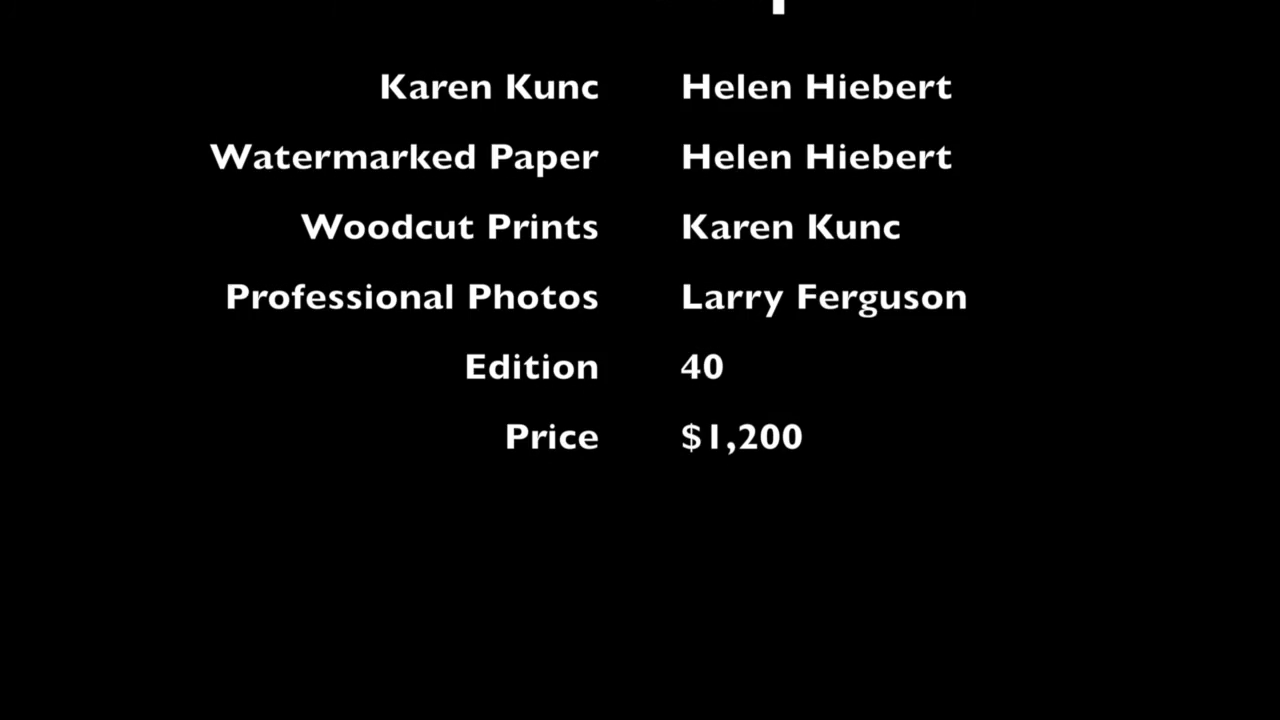 Karen Kunc Helen Hiebert
Watermarked Paper Helen Hiebert
Woodcut Prints Karen Kunc
Professional Photos Larry Ferguson
Edition 40
Price $1,200